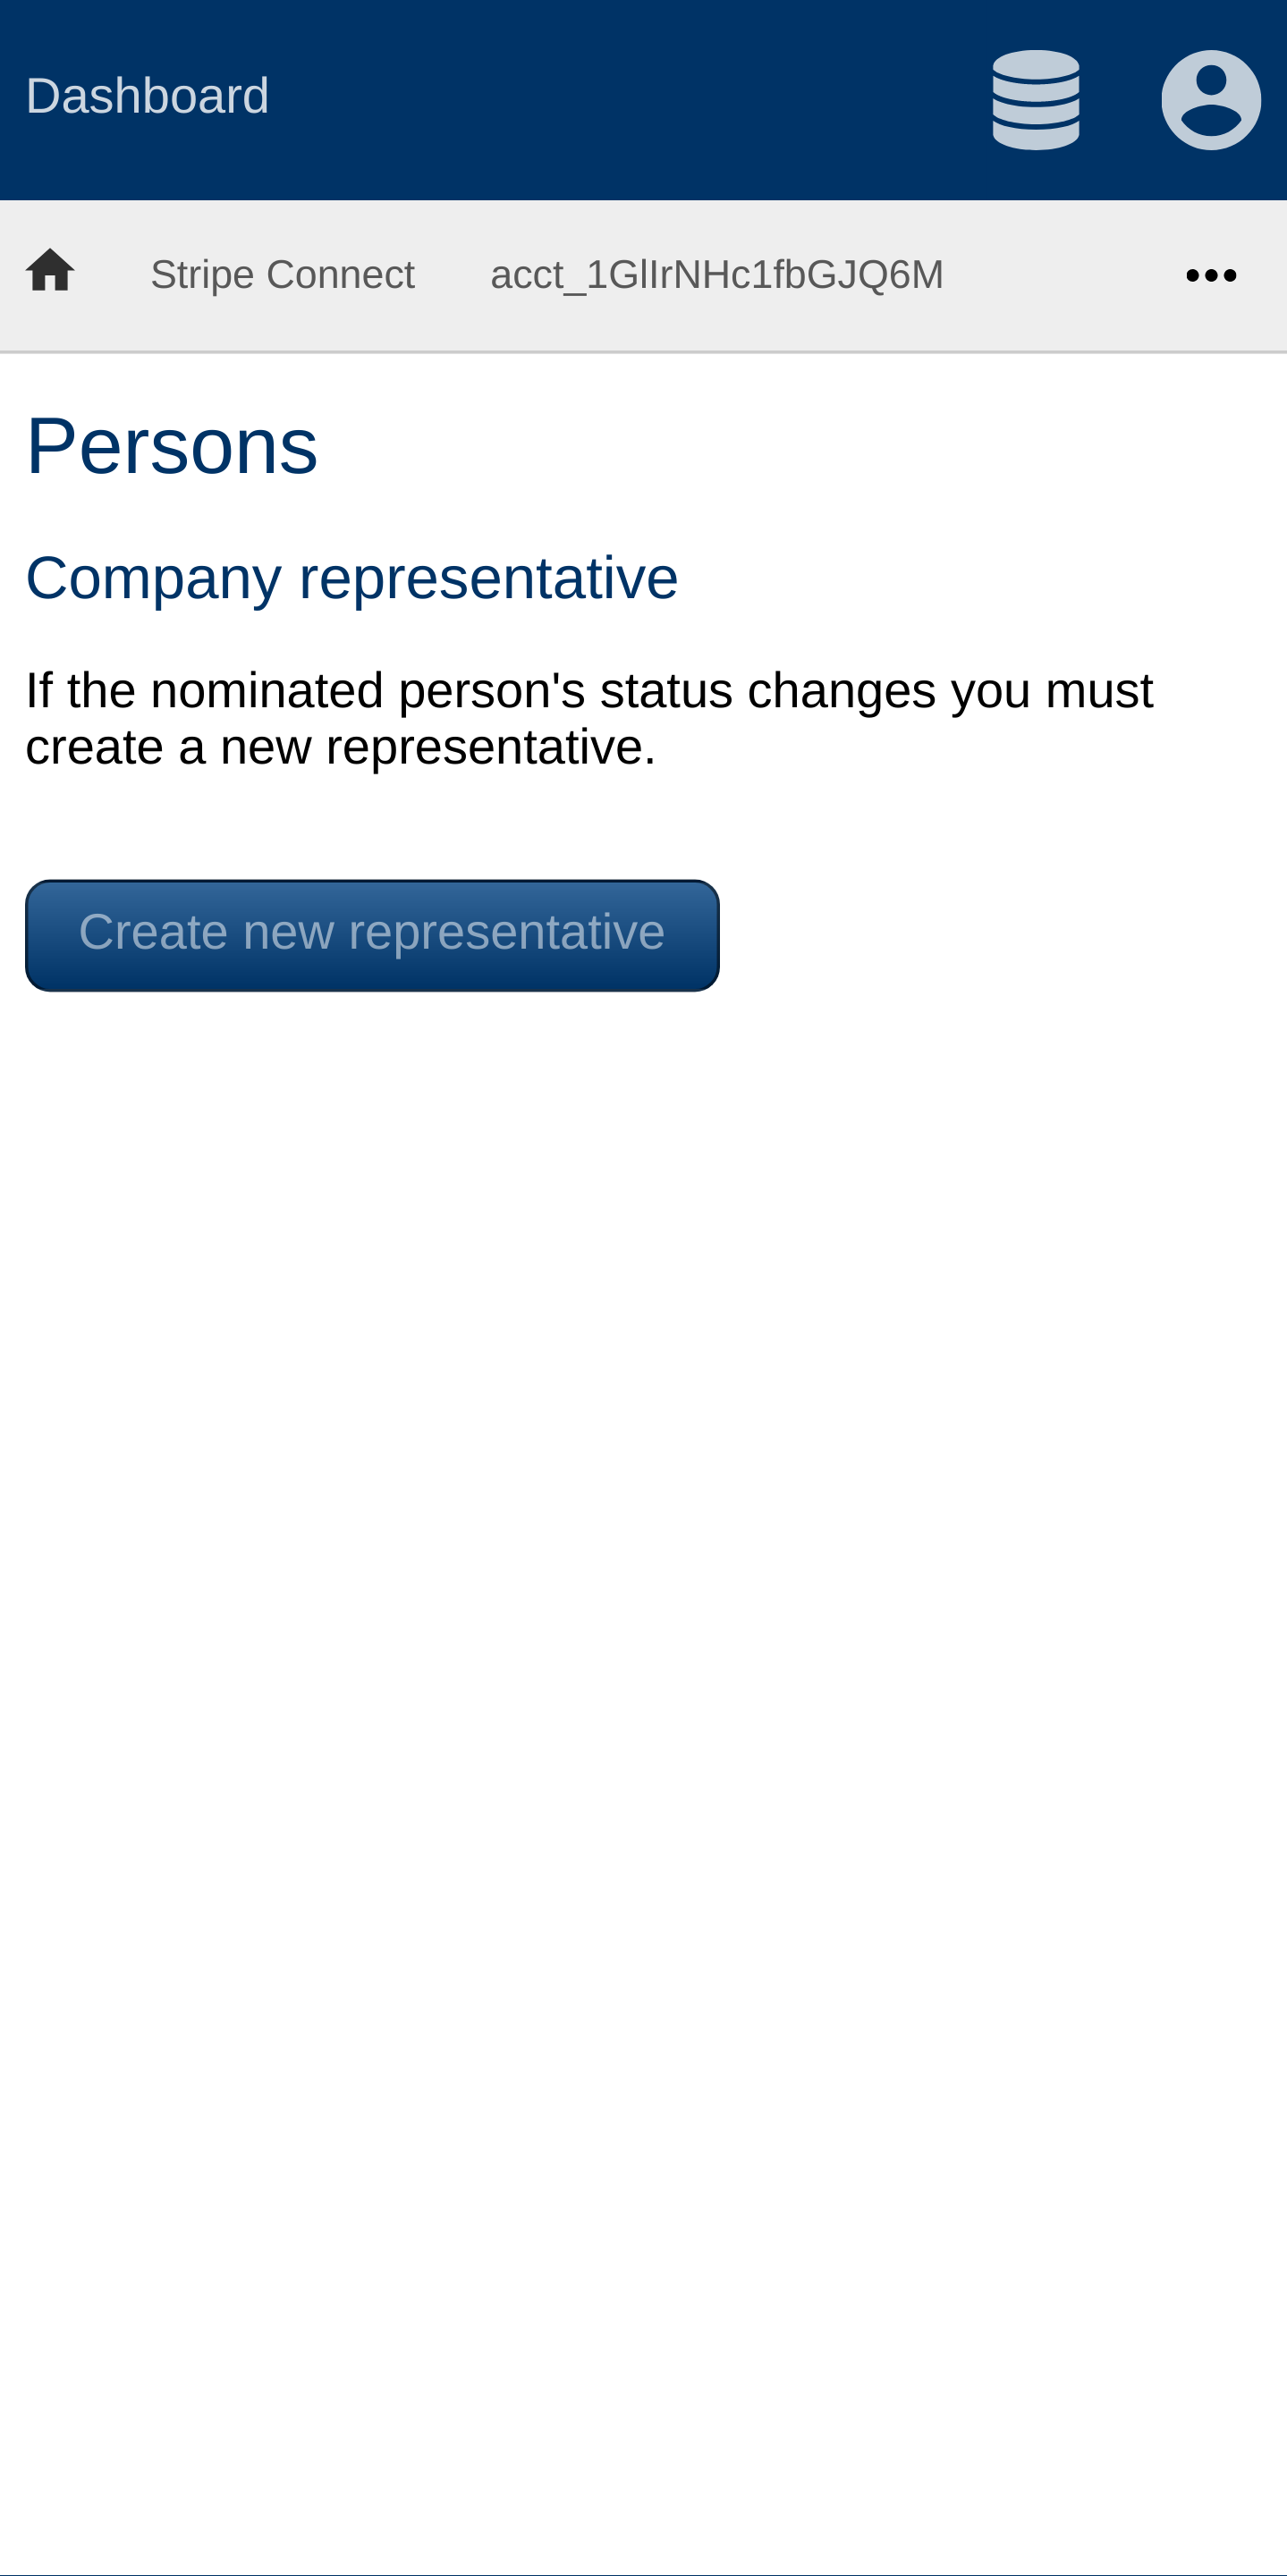 Dashboard
Stripe Connect acct_1GlIrNHc1fbGJQ6M
Persons
Company representative
If the nominated person's status changes you must
create a new representative.
Create new representative